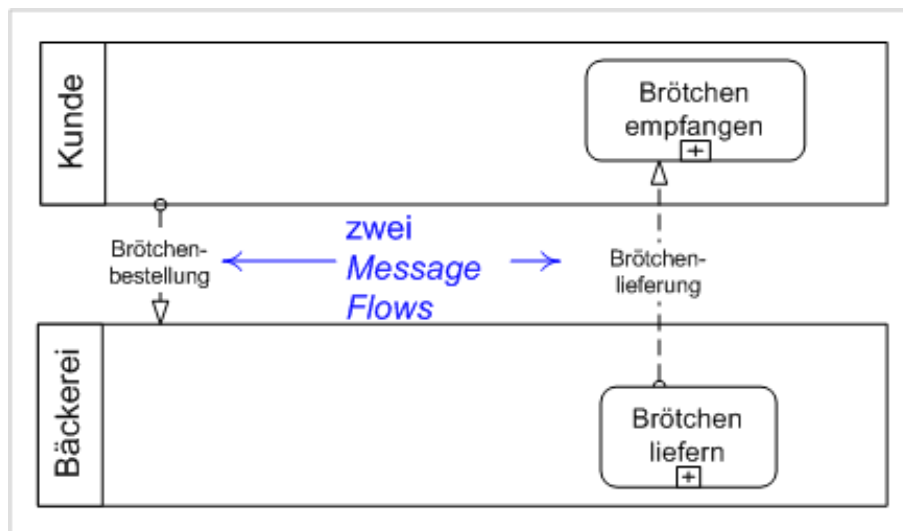 Kunde
Brötchen
empfangen
Brötchen-
bestellung
zwei
Message
Flows
Brötchen-
lieferung
Bäckerei
Brötchen
liefern